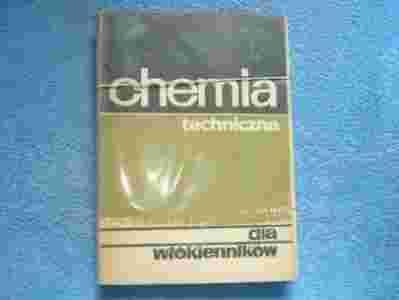 chemia
techniczna
dla
włókienników